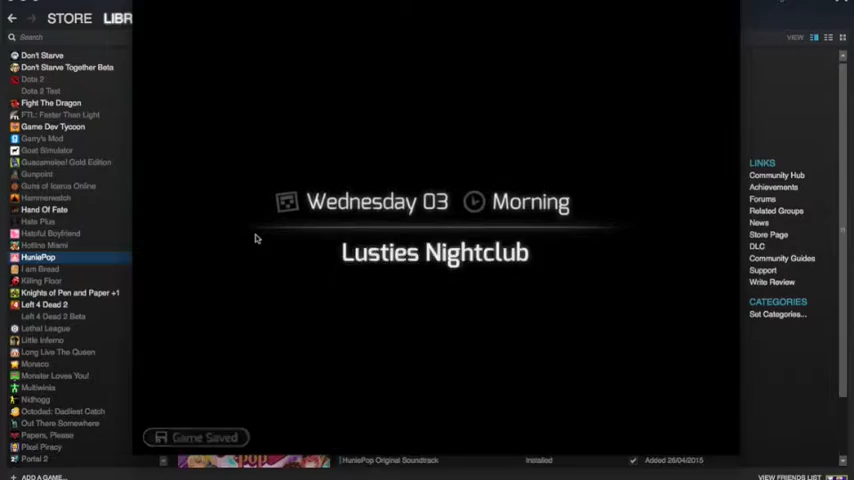 STORE LIBR
Search
VIEW
Don't Starve
Don't Starve Together Beta
Dota 2
Dota 2 Test
Fight The Dragon
FTL: Faster Than Light
Game Dev Tycoon
Garry's Mod
Goat Simulator
Guacamelee! Gold Edition
Gunpoint
Guns of Icarus Online
Hammerwatch
Hand Of Fate
Hate Plus
Hatoful Boyfriend
Hotline Miami
HuniePop
I am Bread
Killing Floor
Knights of Pen and Paper +1
Left 4 Dead 2
Left 4 Dead 2 Beta
Lethal League
Little Inferno
Long Live The Queen
Monaco
Monster Loves You!
Multiwinia
Nidhogg
Octodad: Dadliest Catch
Out There Somewhere
Papers, Please
Pixel Piracy
Portal 2
ADD A GAME...
Wednesday 03 Morning
Lusties Nightclub
Game Saved
HuniePop Original Soundtrack Installed Added 25/04/2015
LINKS
Community Hub
Achievements
Forums
Related Groups
News
Store Page
DLC
Community Guides
Support
Write Review
CATEGORIES
Set Categories...
VIEW FRIENDS LIST